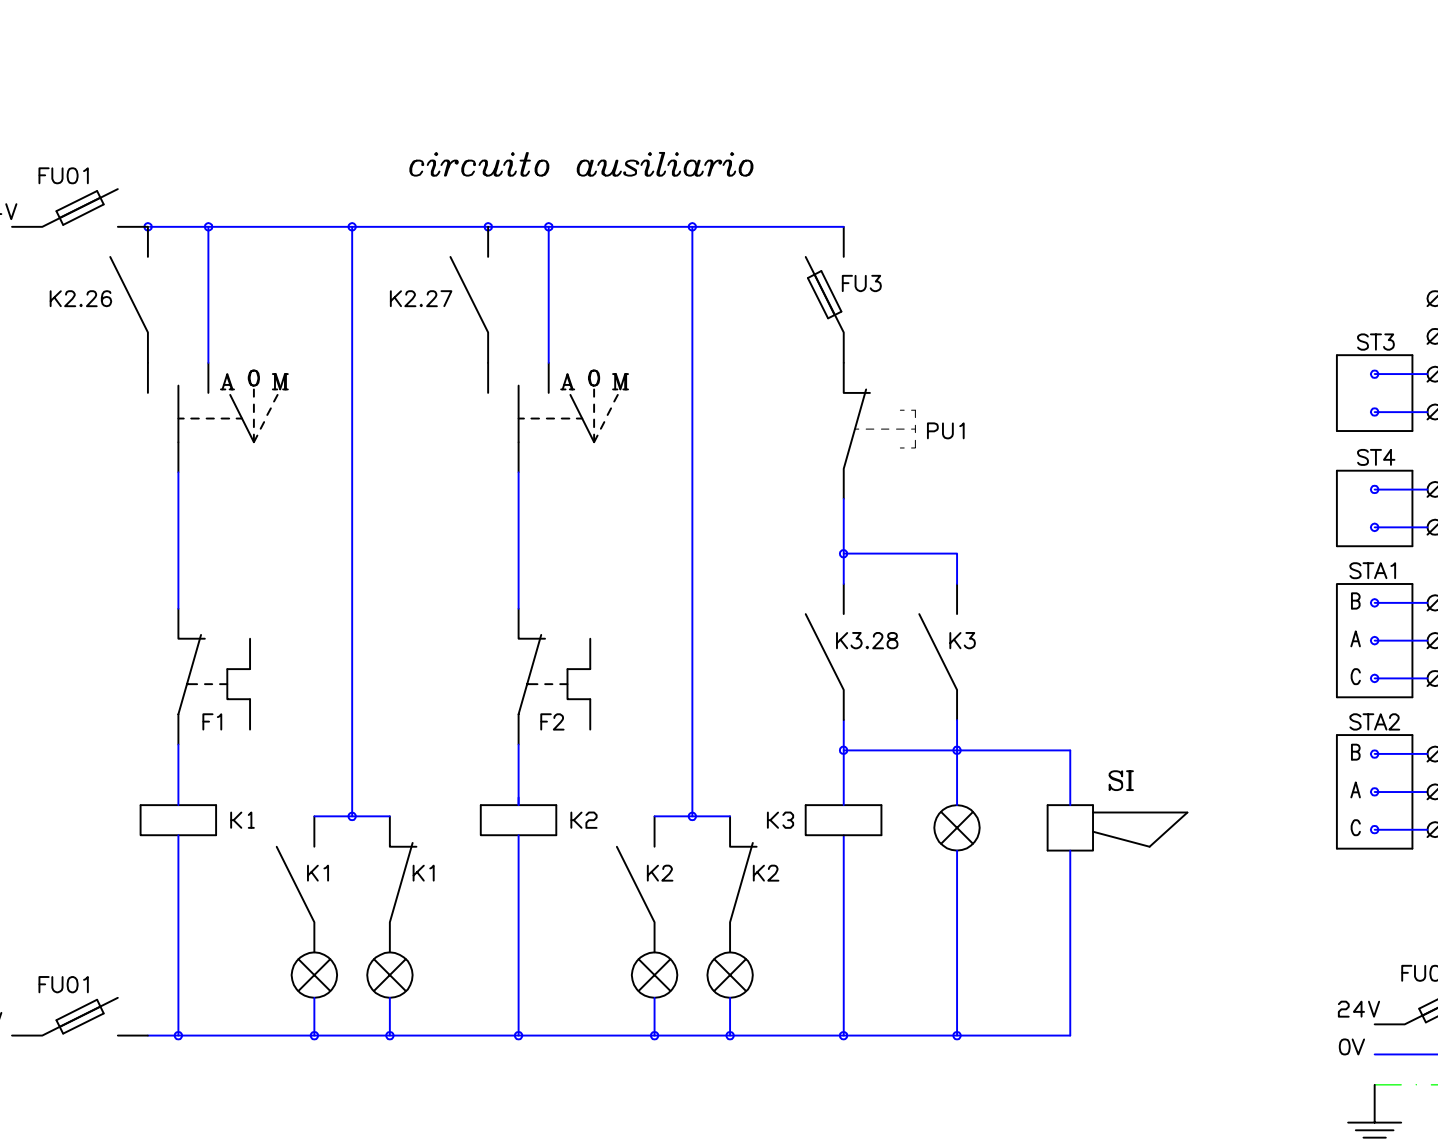 circuito ausiliario
FU01
V
K2.26
A 0 M
K2.27
A 0 M
FU3
PU1
K3.28
K3
F1
F2
K1
K1
K1
K2
K2
K2
K3
SI
FU01
ST3
ST4
STA1
B
A
C
STA2
B
A
C
24V
0V